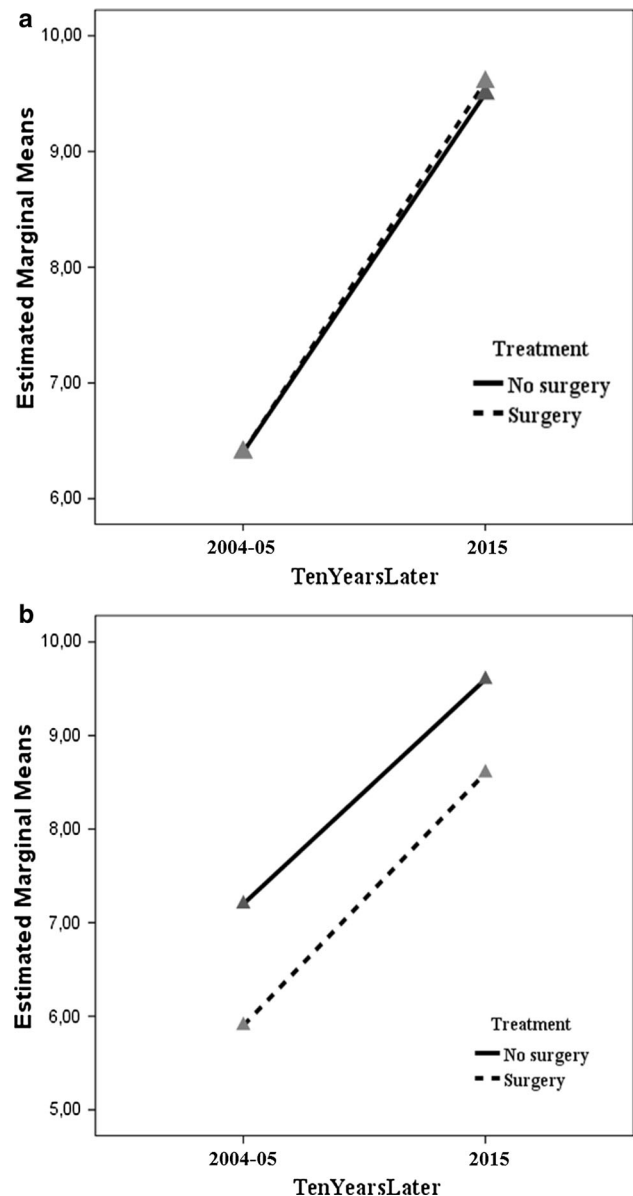 a
Estimated Marginal Means
10,00
9,00
8,00
7,00
6,00
Treatment
No surgery
Surgery
2004-05
2015
TenYearsLater
b
Estimated Marginal Means
10,00
9,00
8,00
7,00
6,00
5,00
Treatment
No surgery
Surgery
2004-05
2015
TenYearsLater